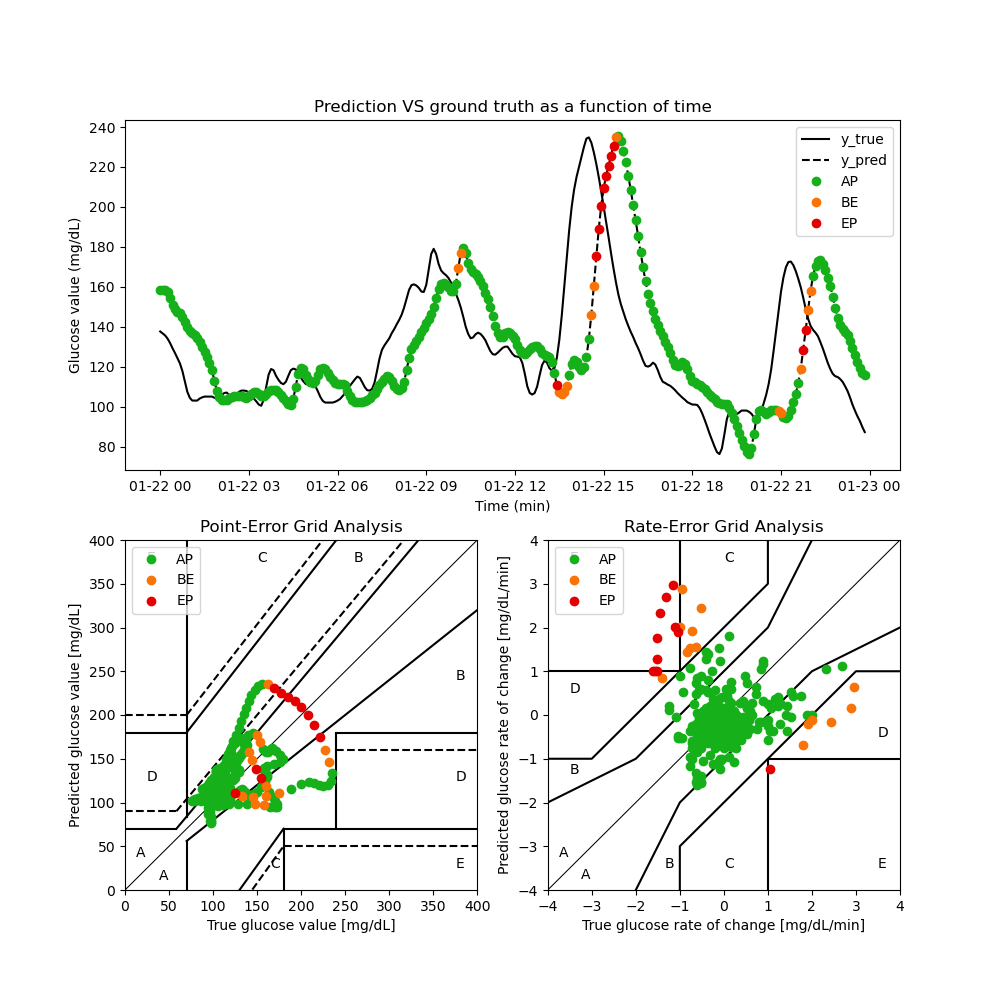 Prediction VS ground truth as a function of time
Glucose value (mg/dL)
240
220
200
180
160
140
120
100
80
y_true
y_pred
AP
BE
EP
01-22 00 01-22 03 01-22 06 01-22 09 01-22 12 01-22 15 01-22 18 01-22 21 01-23 00
Time (min)
Point-Error Grid Analysis
Predicted glucose value [mg/dL]
400
350
300
250
200
150
100
50
0
AP
BE
EP
C
B
B
D
D
A
A
C
E
0 50 100 150 200 250 300 350 400
True glucose value [mg/dL]
Rate-Error Grid Analysis
Predicted glucose rate of change [mg/dL/min]
4
3
2
1
0
−1
−2
−3
−4
AP
BE
EP
C
D
D
B
A
A
B
C
E
−4 −3 −2 −1 0 1 2 3 4
True glucose rate of change [mg/dL/min]